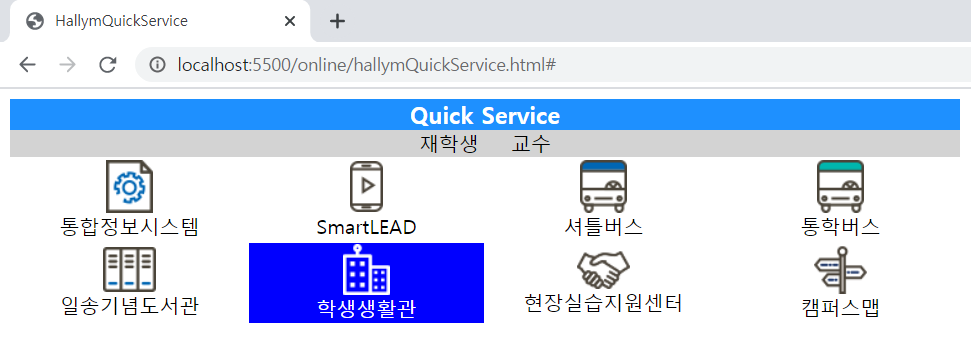 HallymQuickService
localhost:5500/online/hallymQuickService.html#
Quick Service
재학생 교수
통합정보시스템 SmartLEAD 셔틀버스 통학버스
일송기념도서관 학생생활관 현장실습지원센터 캠퍼스맵